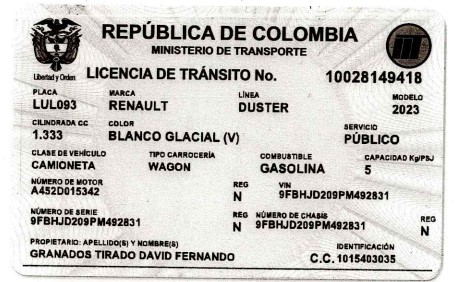 REPÚBLICA DE COLOMBIA
MINISTERIO DE TRANSPORTE
Libertad y Orden
LICENCIA DE TRÁNSITO No. 10028149418
PLACA MARCA LÍNEA MODELO
LUL093 RENAULT DUSTER 2023
CILINDRADA CC COLOR SERVICIO
1.333 BLANCO GLACIAL (V) PÚBLICO
CLASE DE VEHÍCULO TIPO CARROCERÍA COMBUSTIBLE CAPACIDAD Kg/PSJ
CAMIONETA WAGON GASOLINA 5
NÚMERO DE MOTOR REG VIN
A452D015342 N 9FBHJD209PM492831
NÚMERO DE SERIE REG NÚMERO DE CHASIS REG
9FBHJD209PM492831 N 9FBHJD209PM492831 N
PROPIETARIO: APELLIDO(S) Y NOMBRE(S) IDENTIFICACIÓN
GRANADOS TIRADO DAVID FERNANDO C.C. 1015403035